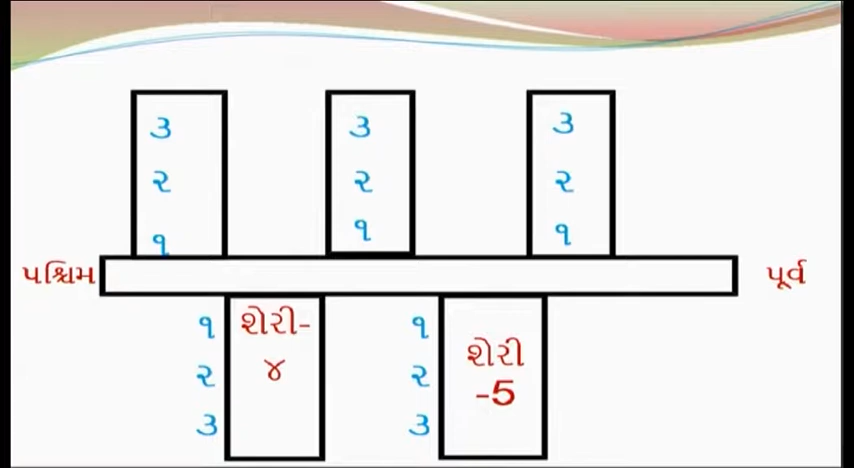 ૩ ૩ ૩
૨ ૨ ૨
૧ ૧ ૧
પશ્ચિમ પૂર્વ
૧ શેરી- ૧
૨ ૪ ૨ શેરી
૩ ૩ -5